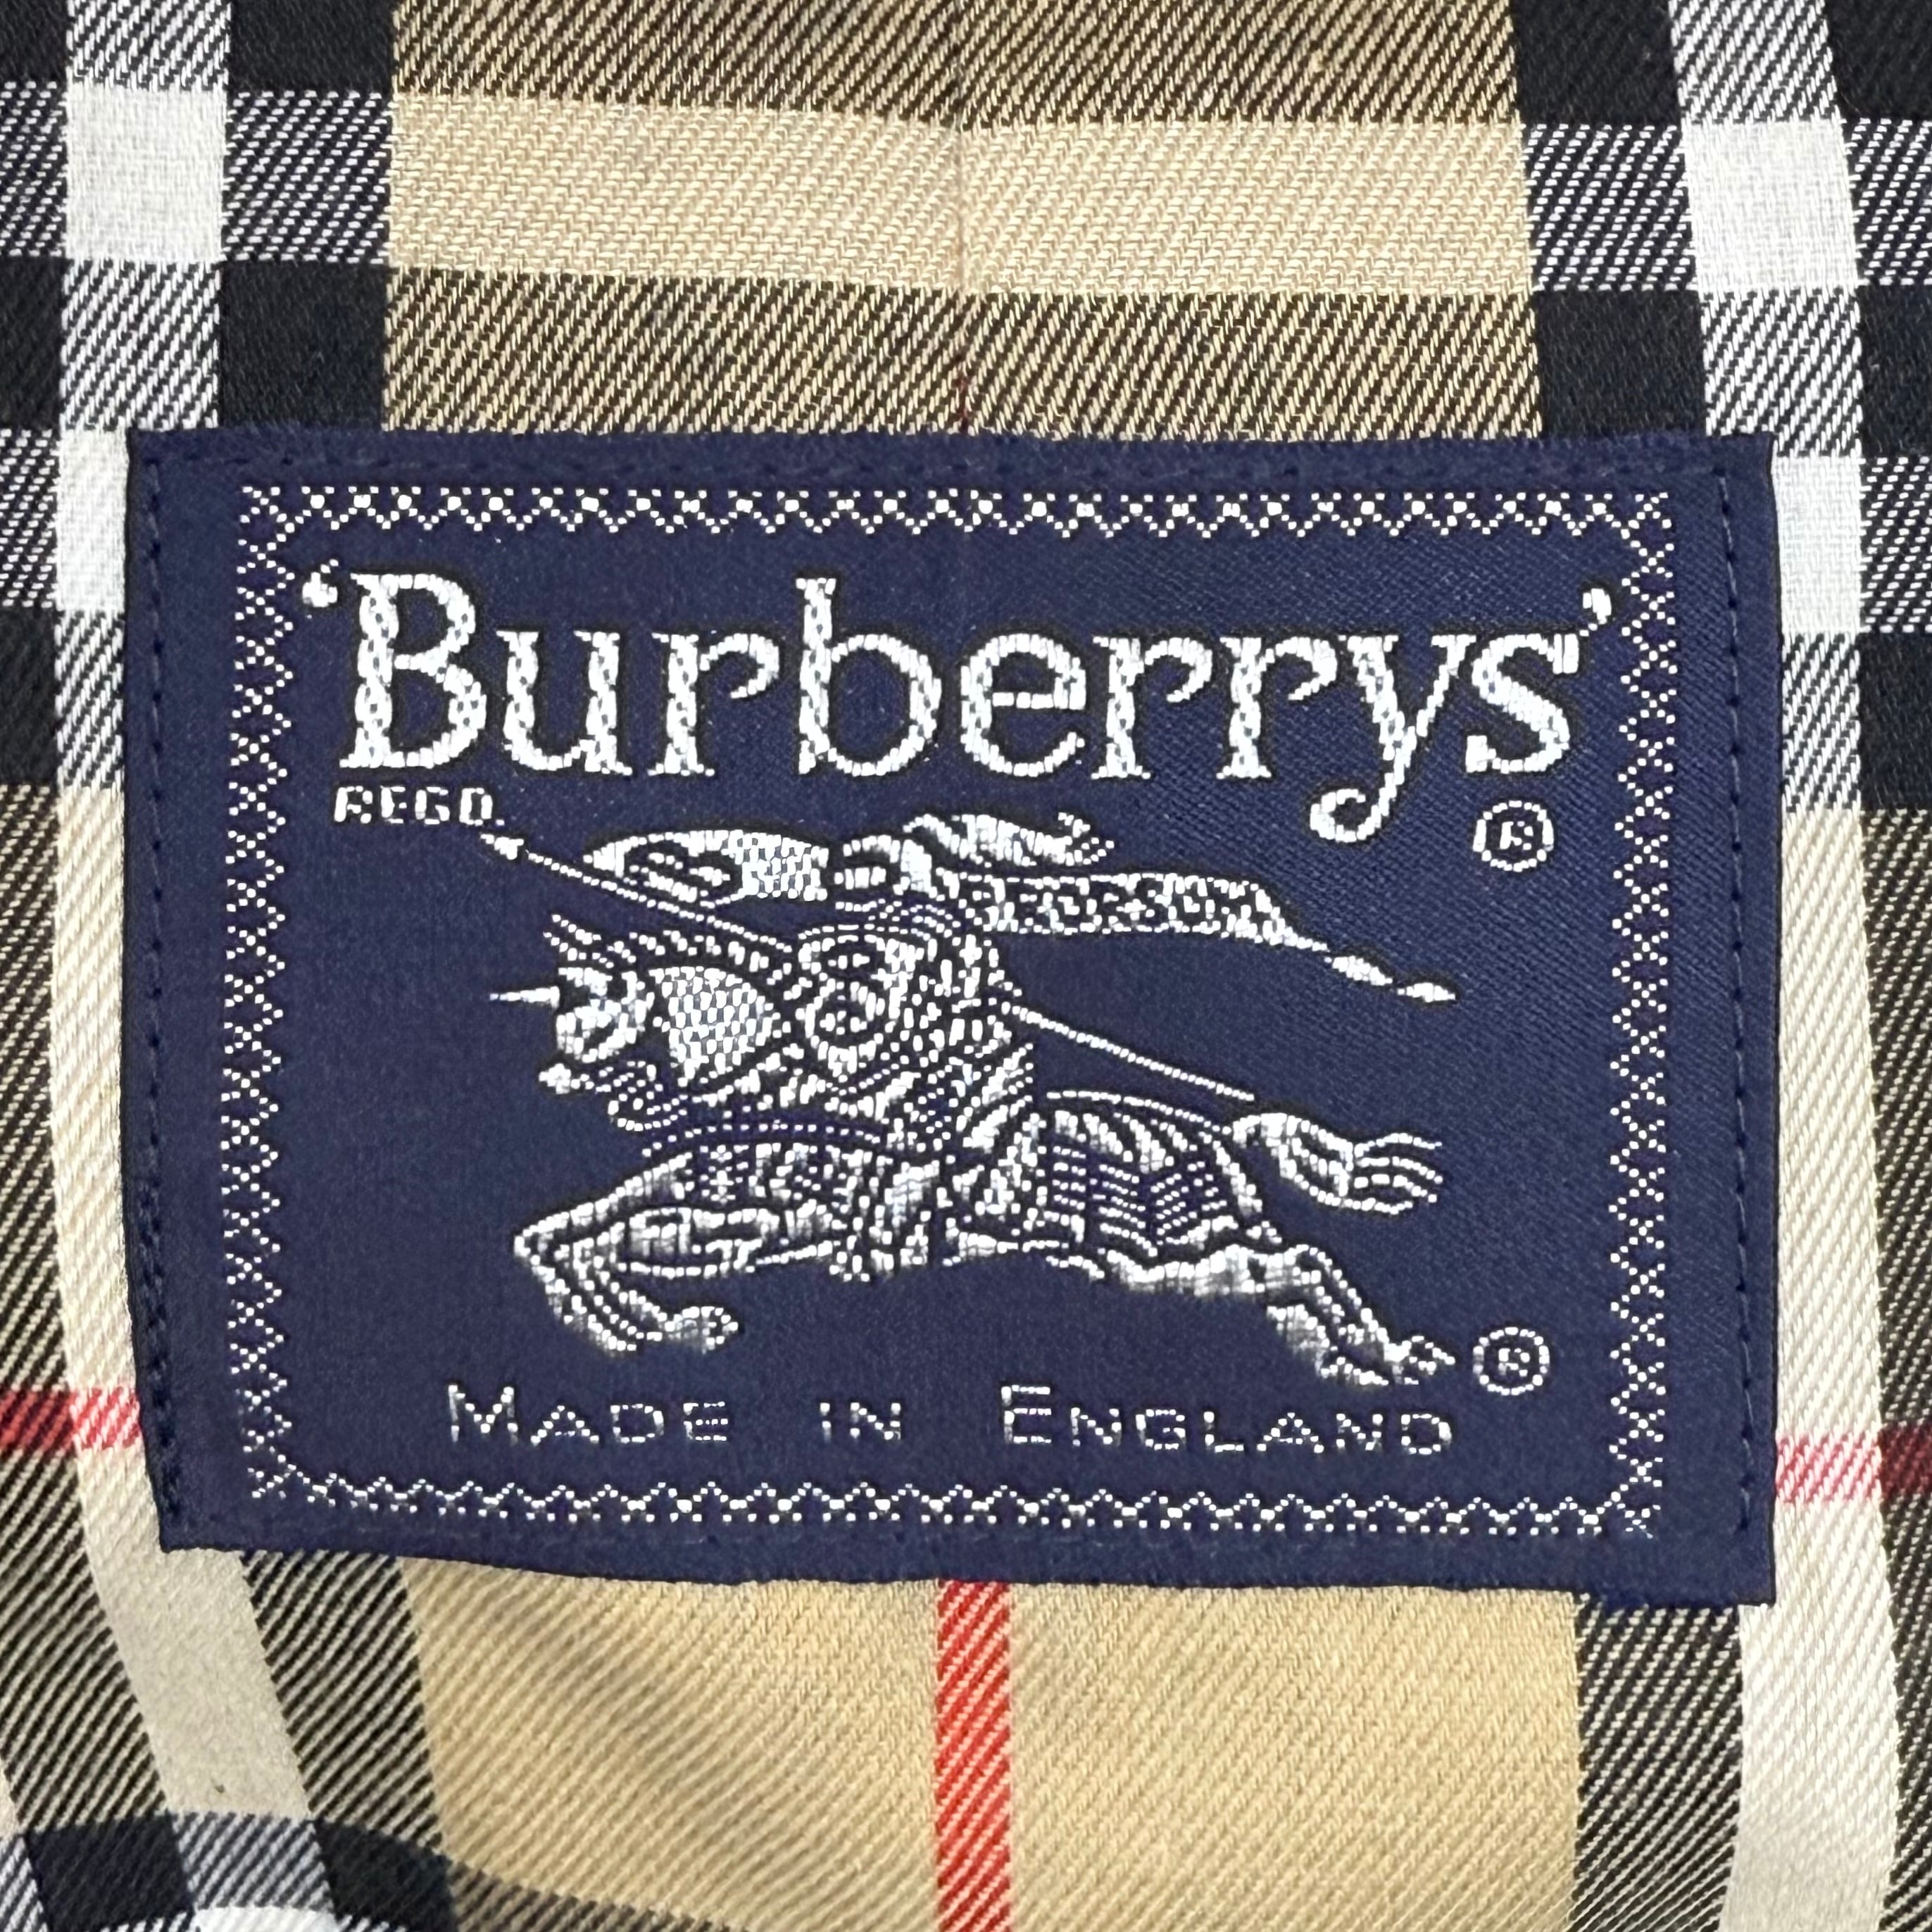 ‘Burberrys’
REGD. ®
PRORSUM
®
MADE IN ENGLAND